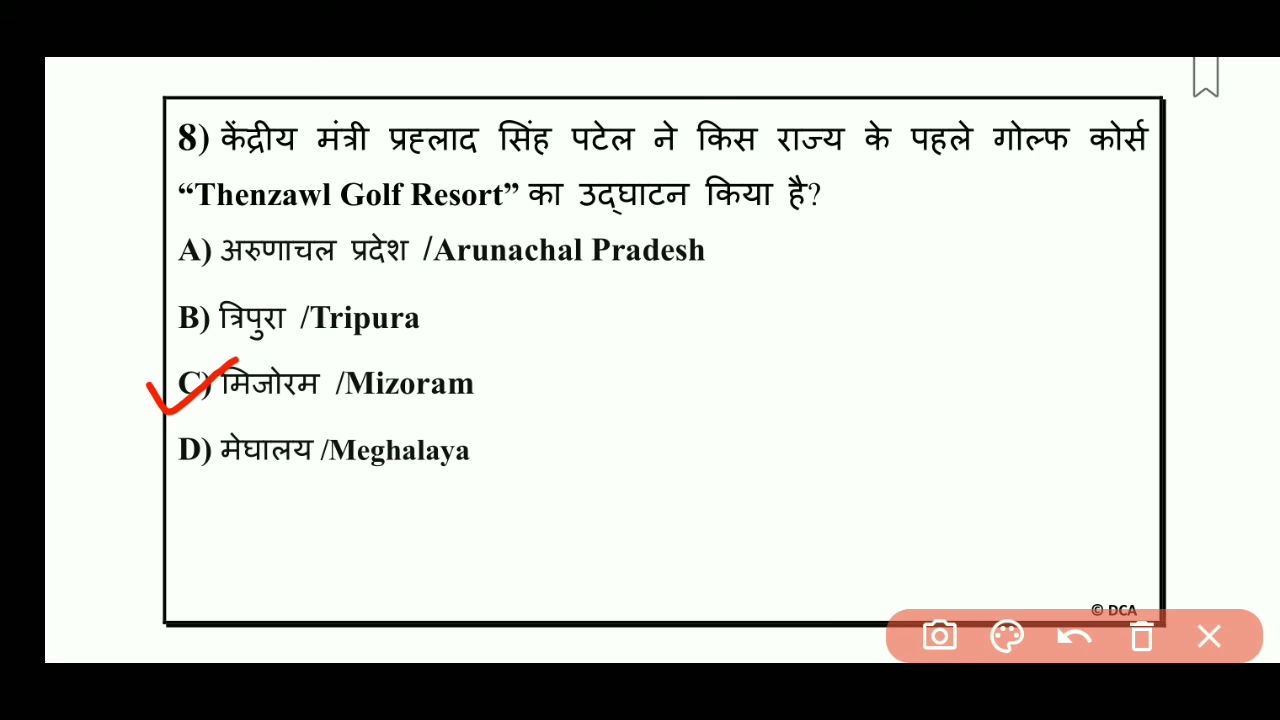 8) केंद्रीय मंत्री प्रह्लाद सिंह पटेल ने किस राज्य के पहले गोल्फ कोर्स
“Thenzawl Golf Resort” का उद्घाटन किया है?
A) अरुणाचल प्रदेश /Arunachal Pradesh
B) त्रिपुरा /Tripura
C) मिजोरम /Mizoram
D) मेघालय /Meghalaya
© DCA